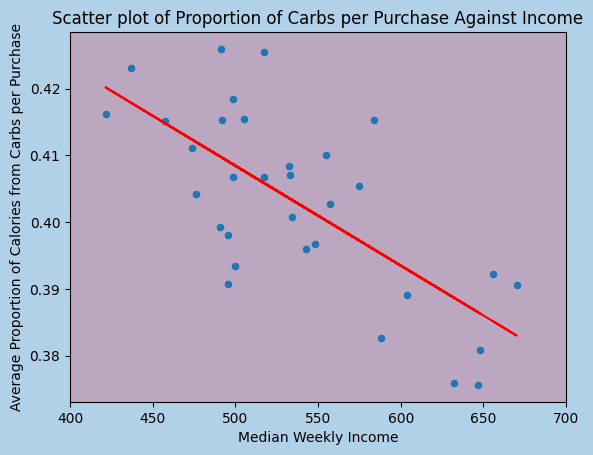 Scatter plot of Proportion of Carbs per Purchase Against Income
Average Proportion of Calories from Carbs per Purchase
0.42
0.41
0.40
0.39
0.38
400 450 500 550 600 650 700
Median Weekly Income